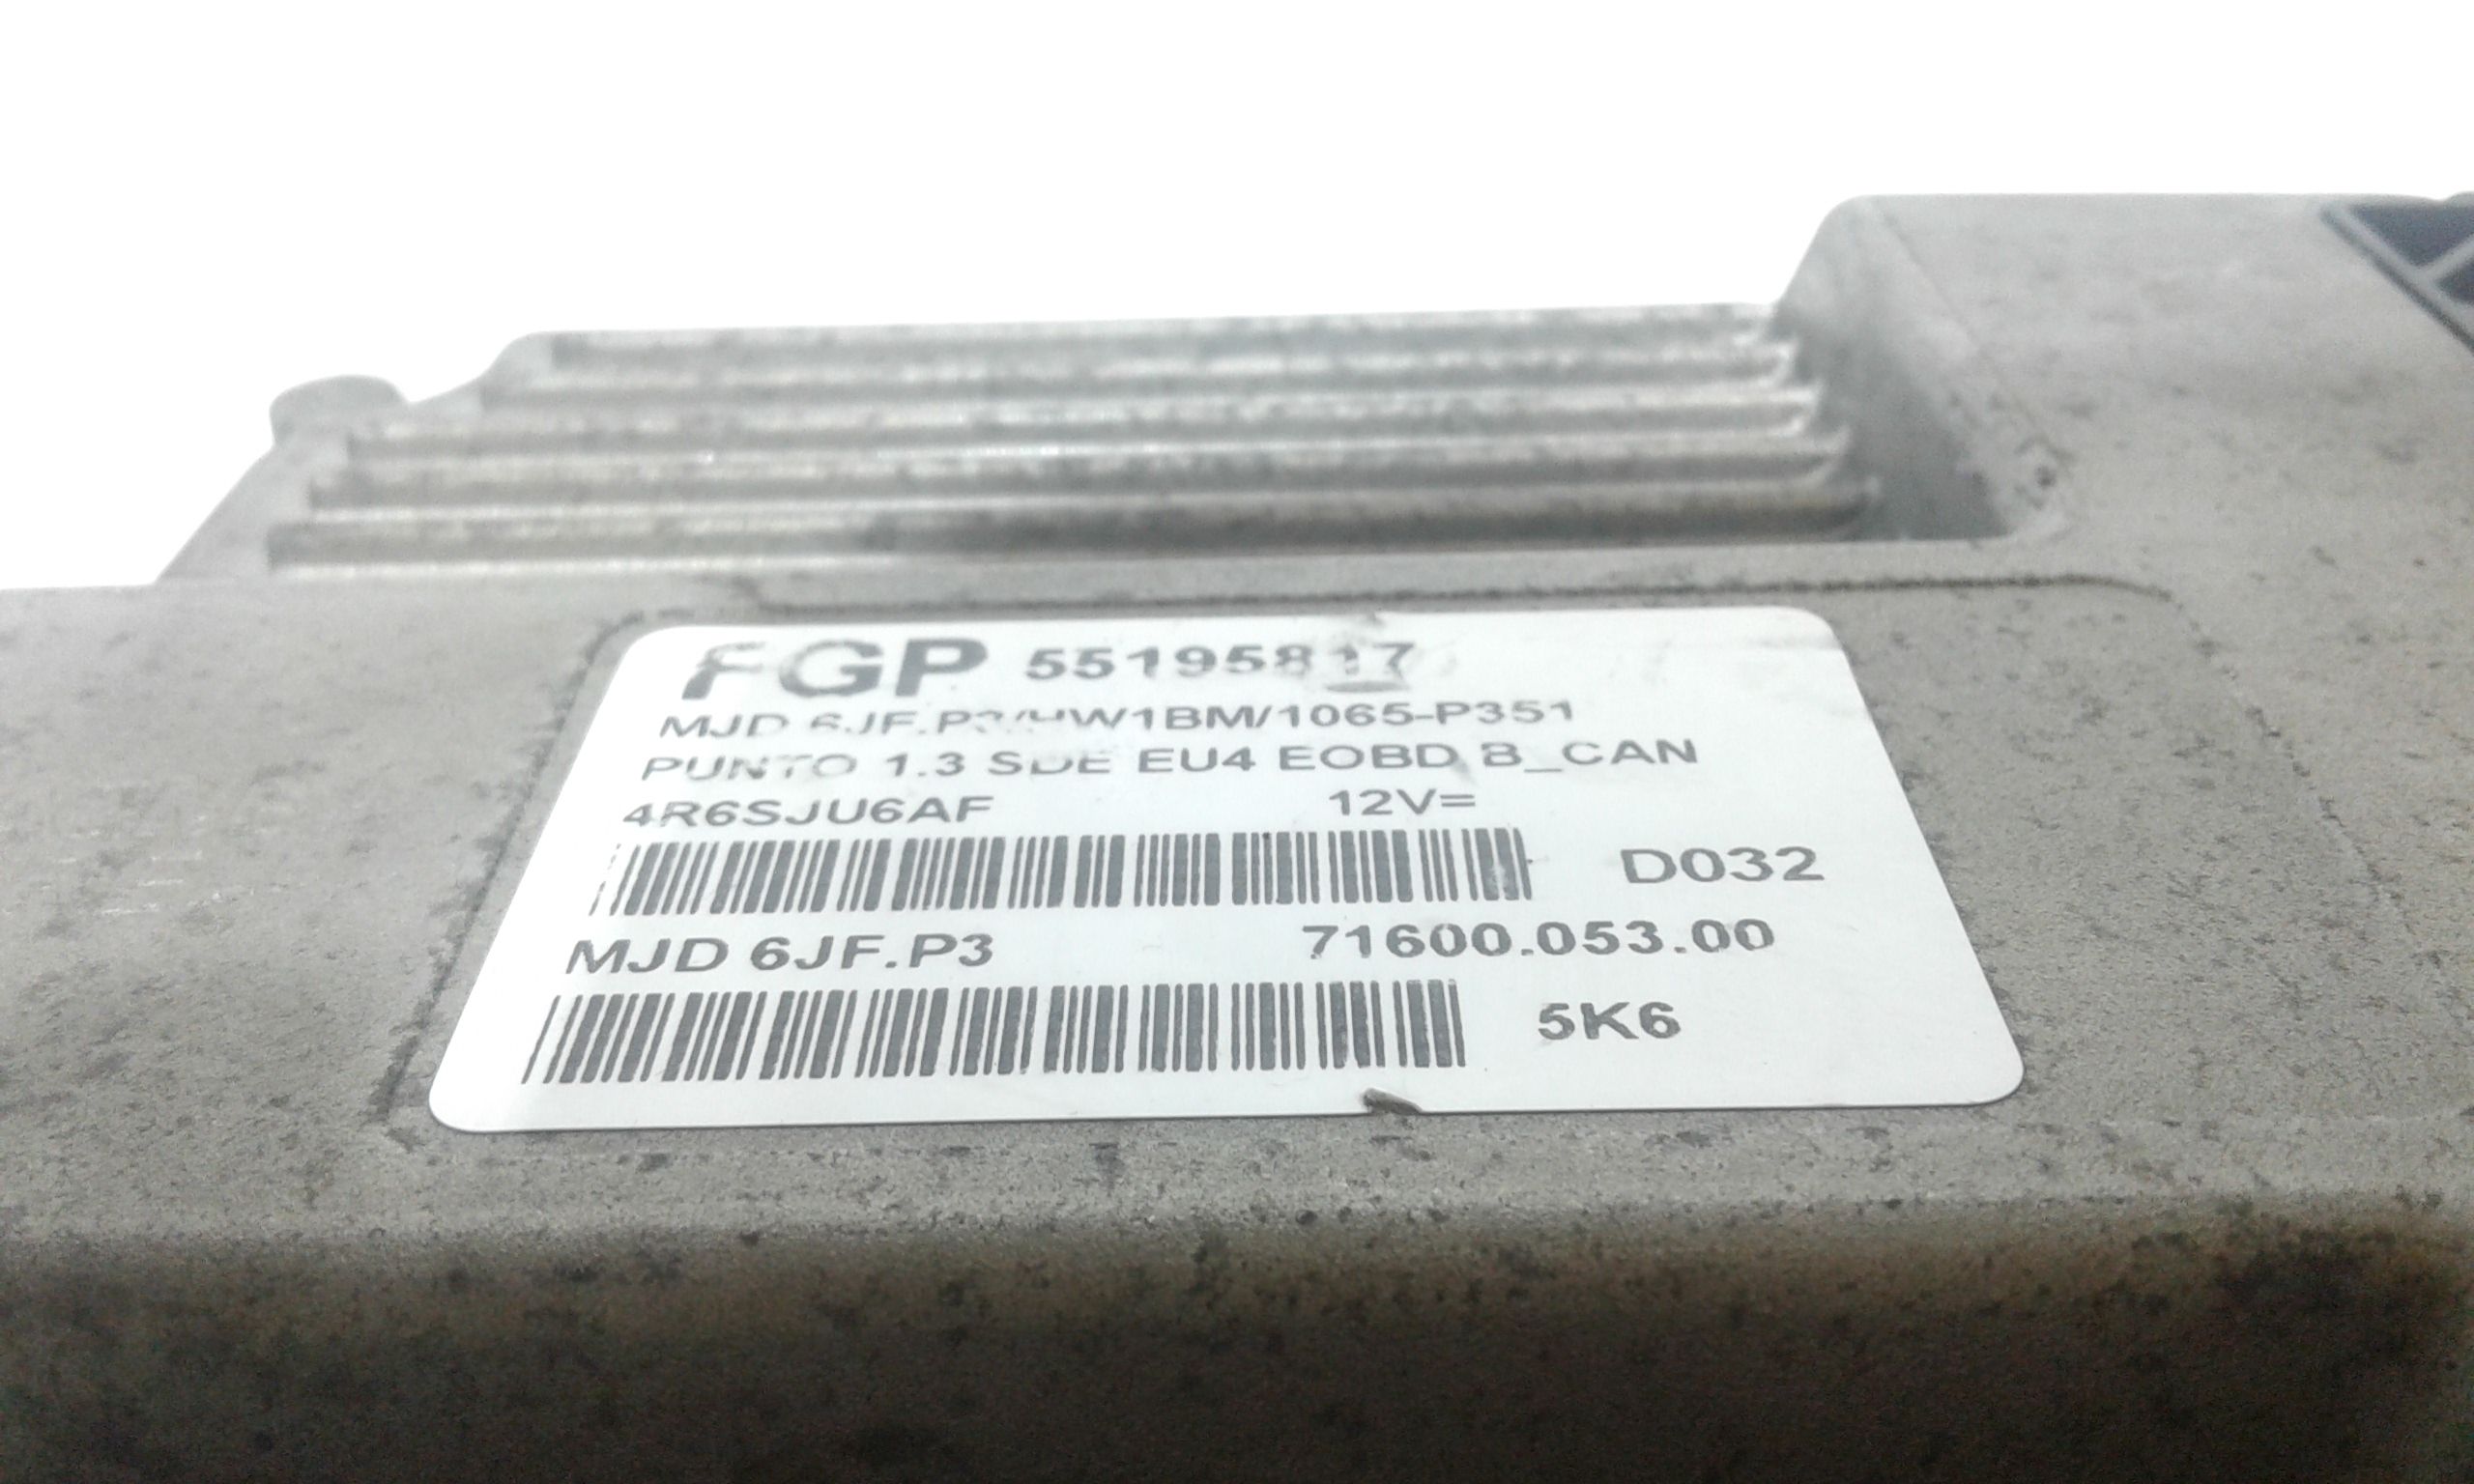 FGP 55195817
MJD 6JF.P3/HW1BM/1065-P351
PUNTO 1.3 SDE EU4 EOBD B_CAN
4R6SJU6AF 12V=
D032
MJD 6JF.P3 71600.053.00
5K6